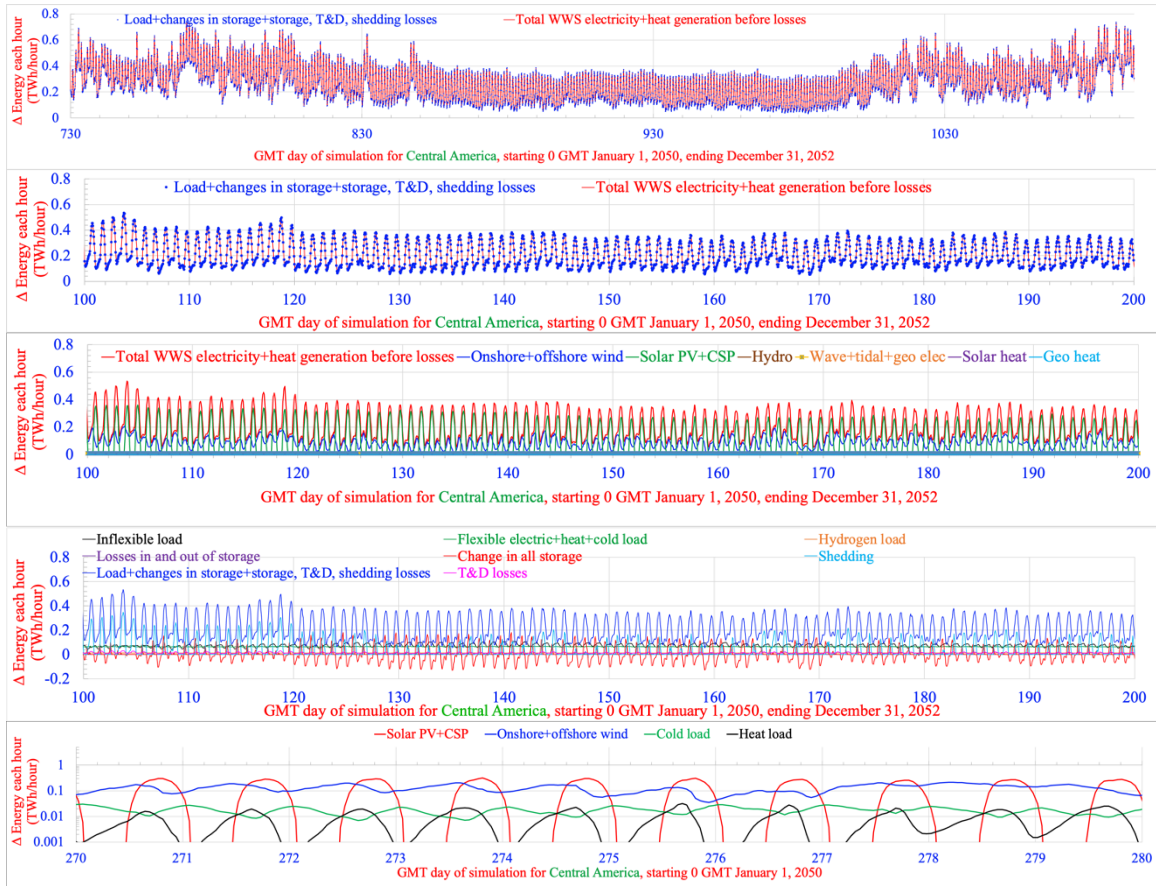 Load+changes in storage+storage, T&D, shedding losses Total WWS electricity+heat generation before losses
Δ Energy each hour
(TWh/hour)
0.8
0.6
0.4
0.2
0
730 830 930 1030
GMT day of simulation for Central America, starting 0 GMT January 1, 2050, ending December 31, 2052
Load+changes in storage+storage, T&D, shedding losses Total WWS electricity+heat generation before losses
Δ Energy each hour
(TWh/hour)
0.8
0.6
0.4
0.2
0
100 110 120 130 140 150 160 170 180 190 200
GMT day of simulation for Central America, starting 0 GMT January 1, 2050, ending December 31, 2052
Total WWS electricity+heat generation before losses Onshore+offshore wind Solar PV+CSP Hydro Wave+tidal+geo elec Solar heat Geo heat
Δ Energy each hour
(TWh/hour)
0.8
0.6
0.4
0.2
0
100 110 120 130 140 150 160 170 180 190 200
GMT day of simulation for Central America, starting 0 GMT January 1, 2050, ending December 31, 2052
Inflexible load Flexible electric+heat+cold load Hydrogen load
Losses in and out of storage Change in all storage Shedding
Load+changes in storage+storage, T&D, shedding losses T&D losses
Δ Energy each hour
(TWh/hour)
0.8
0.6
0.4
0.2
0
-0.2
100 110 120 130 140 150 160 170 180 190 200
GMT day of simulation for Central America, starting 0 GMT January 1, 2050, ending December 31, 2052
Solar PV+CSP Onshore+offshore wind Cold load Heat load
Δ Energy each hour
(TWh/hour)
1
0.1
0.01
0.001
270 271 272 273 274 275 276 277 278 279 280
GMT day of simulation for Central America, starting 0 GMT January 1, 2050